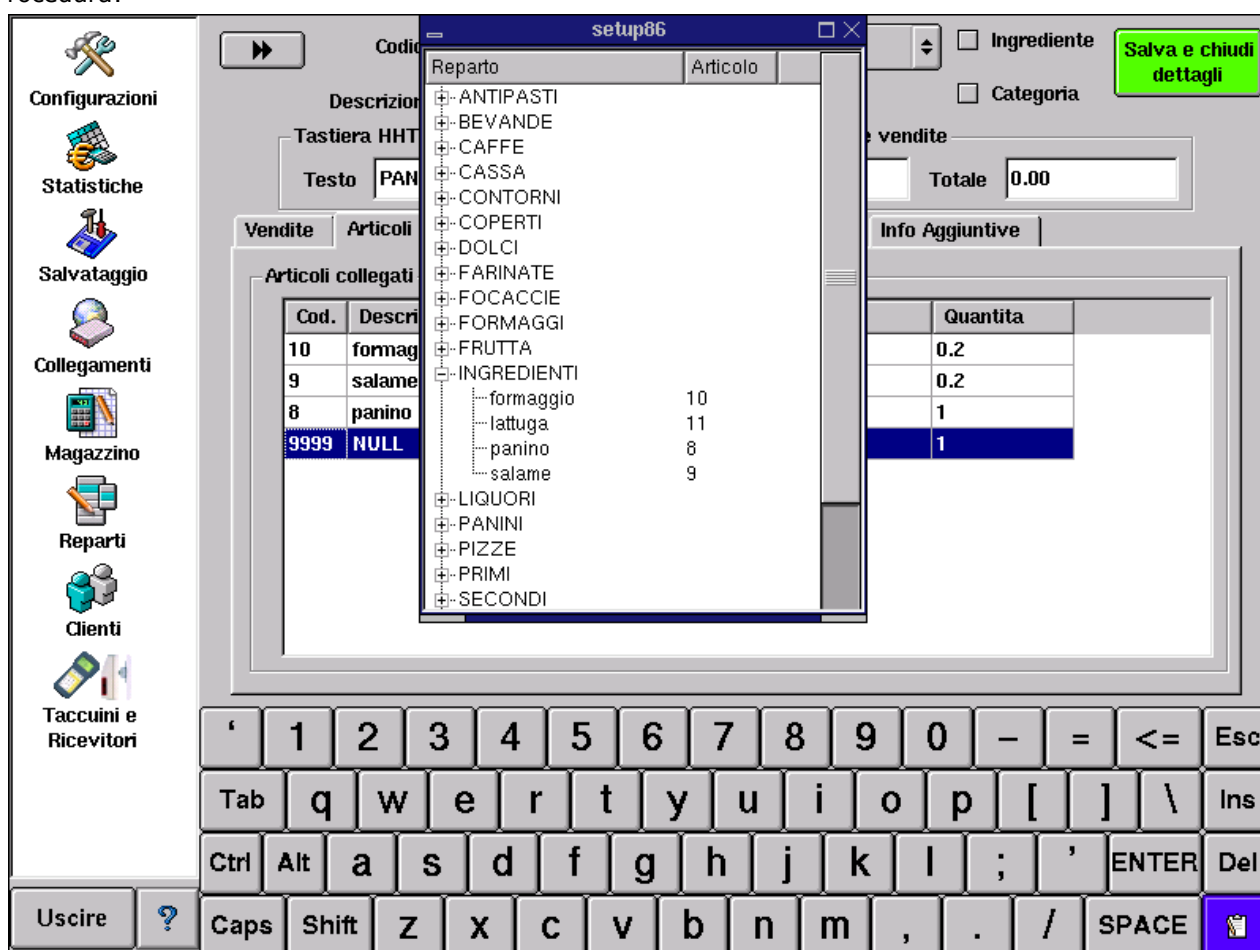 setup86
Codic
Ingrediente
Salva e chiudi
dettagli
Descrizion
Categoria
Tastiera HHT
e vendite
Testo PAN
Totale 0.00
Vendite Articoli
Info Aggiuntive
Articoli collegati
Cod. Descri
Quantita
10 formag
0.2
9 salame
0.2
8 panino
1
9999 NULL
1
Reparto Articolo
ANTIPASTI
BEVANDE
CAFFE
CASSA
CONTORNI
COPERTI
DOLCI
FARINATE
FOCACCIE
FORMAGGI
FRUTTA
INGREDIENTI
formaggio 10
lattuga 11
panino 8
salame 9
LIQUORI
PANINI
PIZZE
PRIMI
SECONDI
Configurazioni
Statistiche
Salvataggio
Collegamenti
Magazzino
Reparti
Clienti
Taccuini e
Ricevitori
Uscire ?
‘ 1 2 3 4 5 6 7 8 9 0 – = <= Esc
Tab q w e r t y u i o p [ ] \ Ins
Ctrl Alt a s d f g h j k l ; ’ ENTER Del
Caps Shift z x c v b n m , . / SPACE